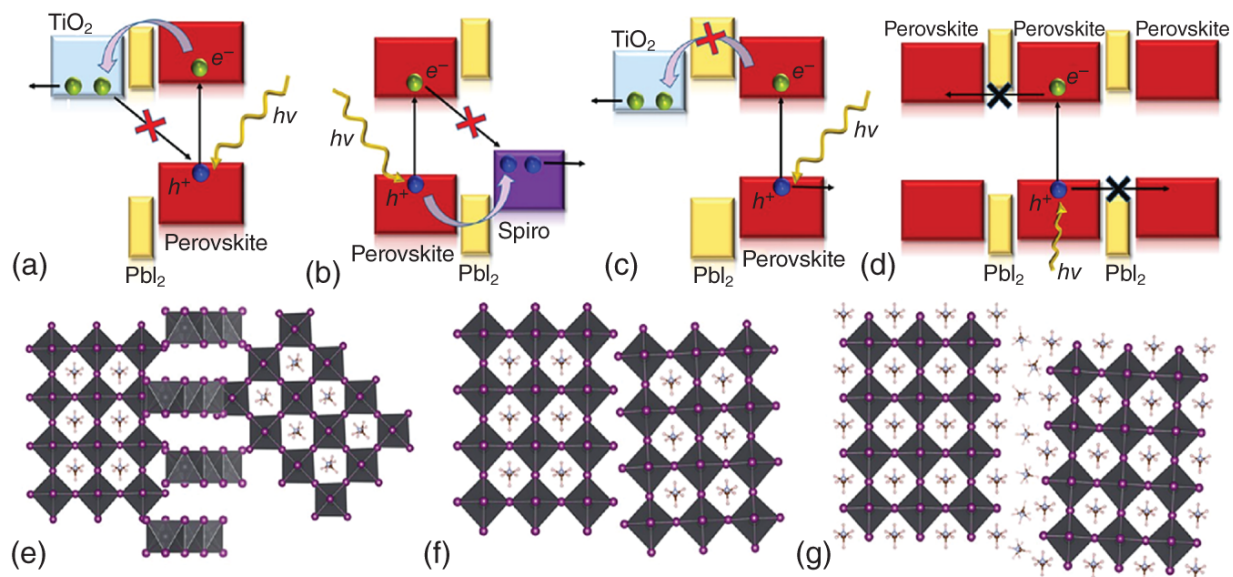 TiO₂
e⁻
hν
h⁺
Perovskite
PbI₂
(a)
e⁻
hν
h⁺
Perovskite
Spiro
PbI₂
(b)
TiO₂
e⁻
hν
h⁺
Perovskite
PbI₂
(c)
Perovskite Perovskite Perovskite
e⁻
h⁺
PbI₂ hν PbI₂
(d)
(e)
(f)
(g)